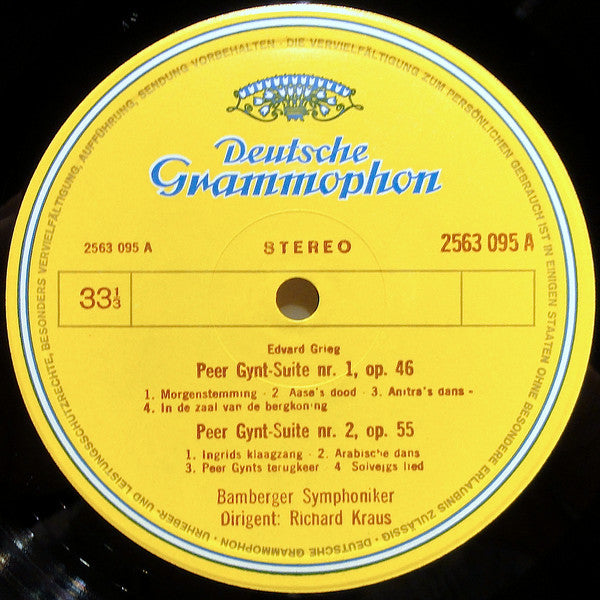 Deutsche
Grammophon
2563 095 A
STEREO
2563 095 A
33⅓
Edvard Grieg
Peer Gynt-Suite nr. 1, op. 46
1. Morgenstemming · 2 Aase's dood · 3. Anitra's dans -
4. In de zaal van de bergkoning
Peer Gynt-Suite nr. 2, op. 55
1. Ingrids klaagzang · 2. Arabische dans
3. Peer Gynts terugkeer · 4 Solveigs lied
Bamberger Symphoniker
Dirigent: Richard Kraus
DEUTSCHE GRAMMOPHON · URHEBER- UND LEISTUNGSSCHUTZRECHTE, BESONDERS VERVIELFÄLTIGUNG, AUFFÜHRUNG, SENDUNG VORBEHALTEN · DIE VERVIELFÄLTIGUNG ZUM PERSÖNLICHEN GEBRAUCH IST IN EINIGEN STAATEN OHNE BESONDERE ERLAUBNIS ZULÄSSIG -